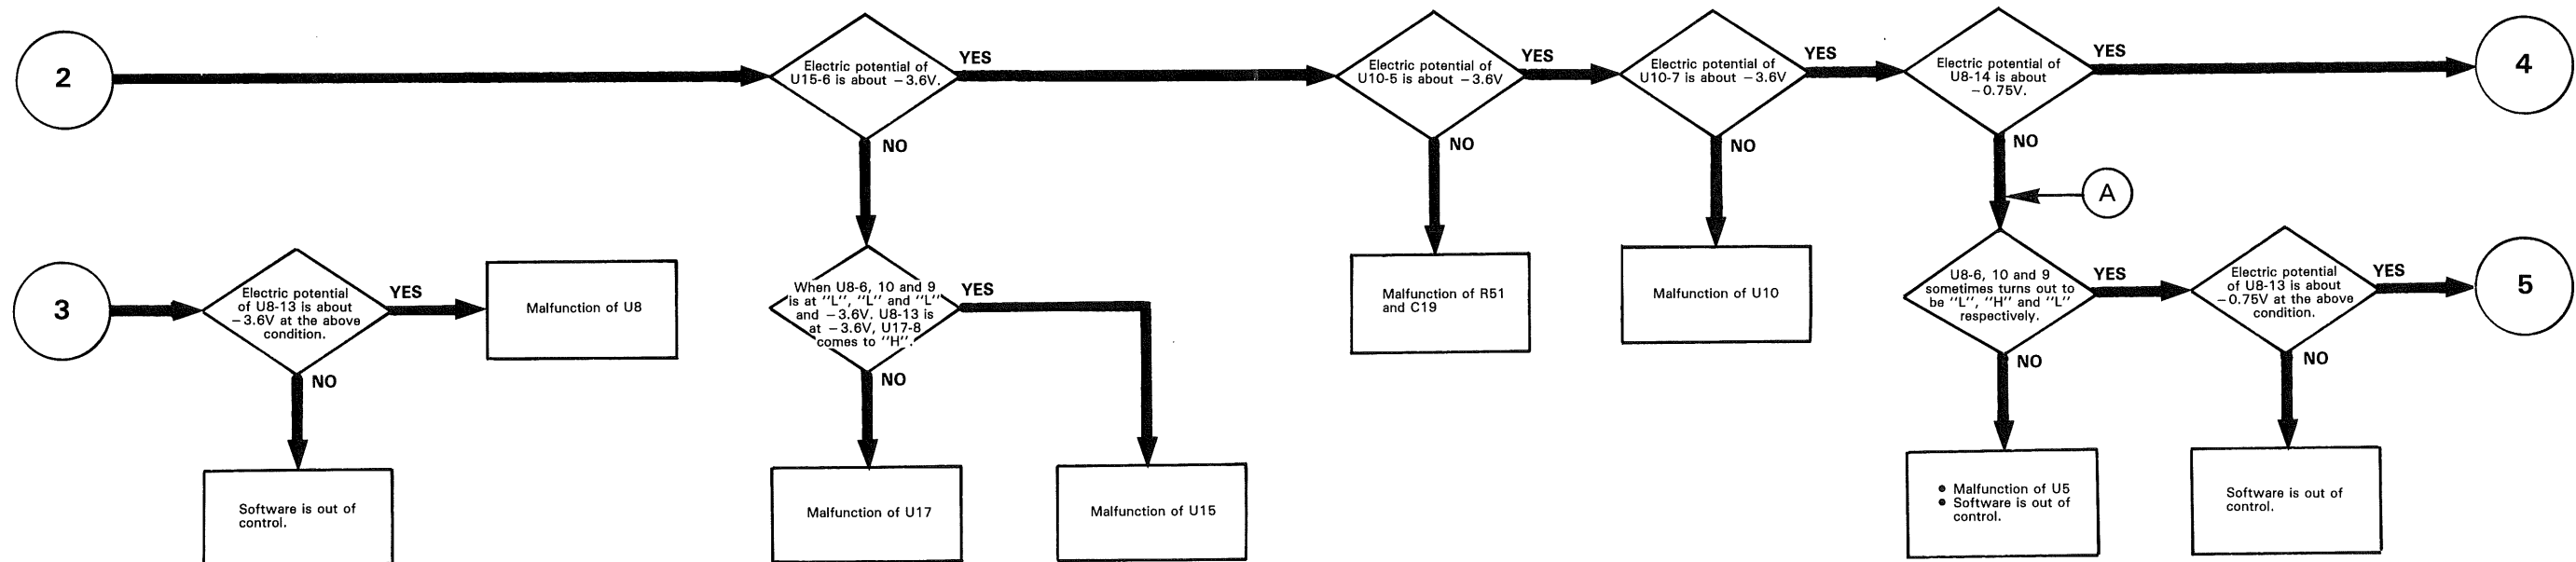 2
Electric potential of
U15-6 is about −3.6V.
YES
NO
Electric potential of
U10-5 is about −3.6V
YES
NO
Electric potential of
U10-7 is about −3.6V
YES
NO
Electric potential of
U8-14 is about
−0.75V.
YES
NO
4
A
3
Electric potential
of U8-13 is about
−3.6V at the above
condition.
YES
NO
Malfunction of U8
Software is out of
control.
When U8-6, 10 and 9
is at "L", "L" and "L"
and −3.6V. U8-13 is
at −3.6V, U17-8
comes to "H".
YES
NO
Malfunction of U17
Malfunction of U15
Malfunction of R51
and C19
Malfunction of U10
U8-6, 10 and 9
sometimes turns out to
be "L", "H" and "L"
respectively.
YES
NO
Electric potential
of U8-13 is about
−0.75V at the above
condition.
YES
NO
5
● Malfunction of U5
● Software is out of
control.
Software is out of
control.